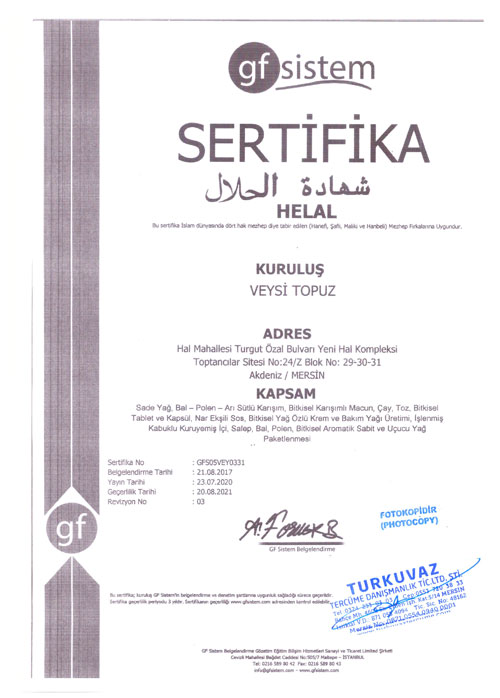 gf sistem
SERTİFİKA
شهادة الحلال
HELAL
Bu sertifika İslam dünyasında dört hak mezhep diye tabir edilen (Hanefi, Şafii, Maliki ve Hanbeli) Mezhep Fırkalarına Uygundur.
KURULUŞ
VEYSİ TOPUZ
ADRES
Hal Mahallesi Turgut Özal Bulvarı Yeni Hal Kompleksi
Toptancılar Sitesi No:24/Z Blok No: 29-30-31
Akdeniz / MERSİN
KAPSAM
Sade Yağ, Bal – Polen – Arı Sütlü Karışım, Bitkisel Karışımlı Macun, Çay, Toz, Bitkisel
Tablet ve Kapsül, Nar Ekşili Sos, Bitkisel Yağ Özlü Krem ve Bakım Yağı Üretimi, İşlenmiş
Kabuklu Kuruyemiş İçi, Salep, Bal, Polen, Bitkisel Aromatik Sabit ve Uçucu Yağ
Paketlenmesi
Sertifika No : GFS05VEY0331
Belgelendirme Tarihi : 21.08.2017
Yayın Tarihi : 23.07.2020
Geçerlilik Tarihi : 20.08.2021
Revizyon No : 03
gf
GF Sistem Belgelendirme
FOTOKOPİDİR
(PHOTOCOPY)
TURKUVAZ
TERCÜME DANIŞMANLIK TİC.LTD. ŞTİ.
Bu sertifika; kuruluş GF Sistem'in belgelendirme ve denetim şartlarına uygunluk sağladığı sürece geçerlidir.
Sertifika geçerlilik periyodu 3 yıldır. Sertifikanın geçerliliği www.gfsistem.com adresinden kontrol edilebilir.
GF Sistem Belgelendirme Gözetim Eğitim Bilişim Hizmetleri Sanayi ve Ticaret Limited Şirketi
Cevizli Mahallesi Bağdat Caddesi No:505/7 Maltepe - İSTANBUL
Tel: 0216 589 80 42 Fax: 0216 589 80 43
info@gfsistem.com - www.gfsistem.com